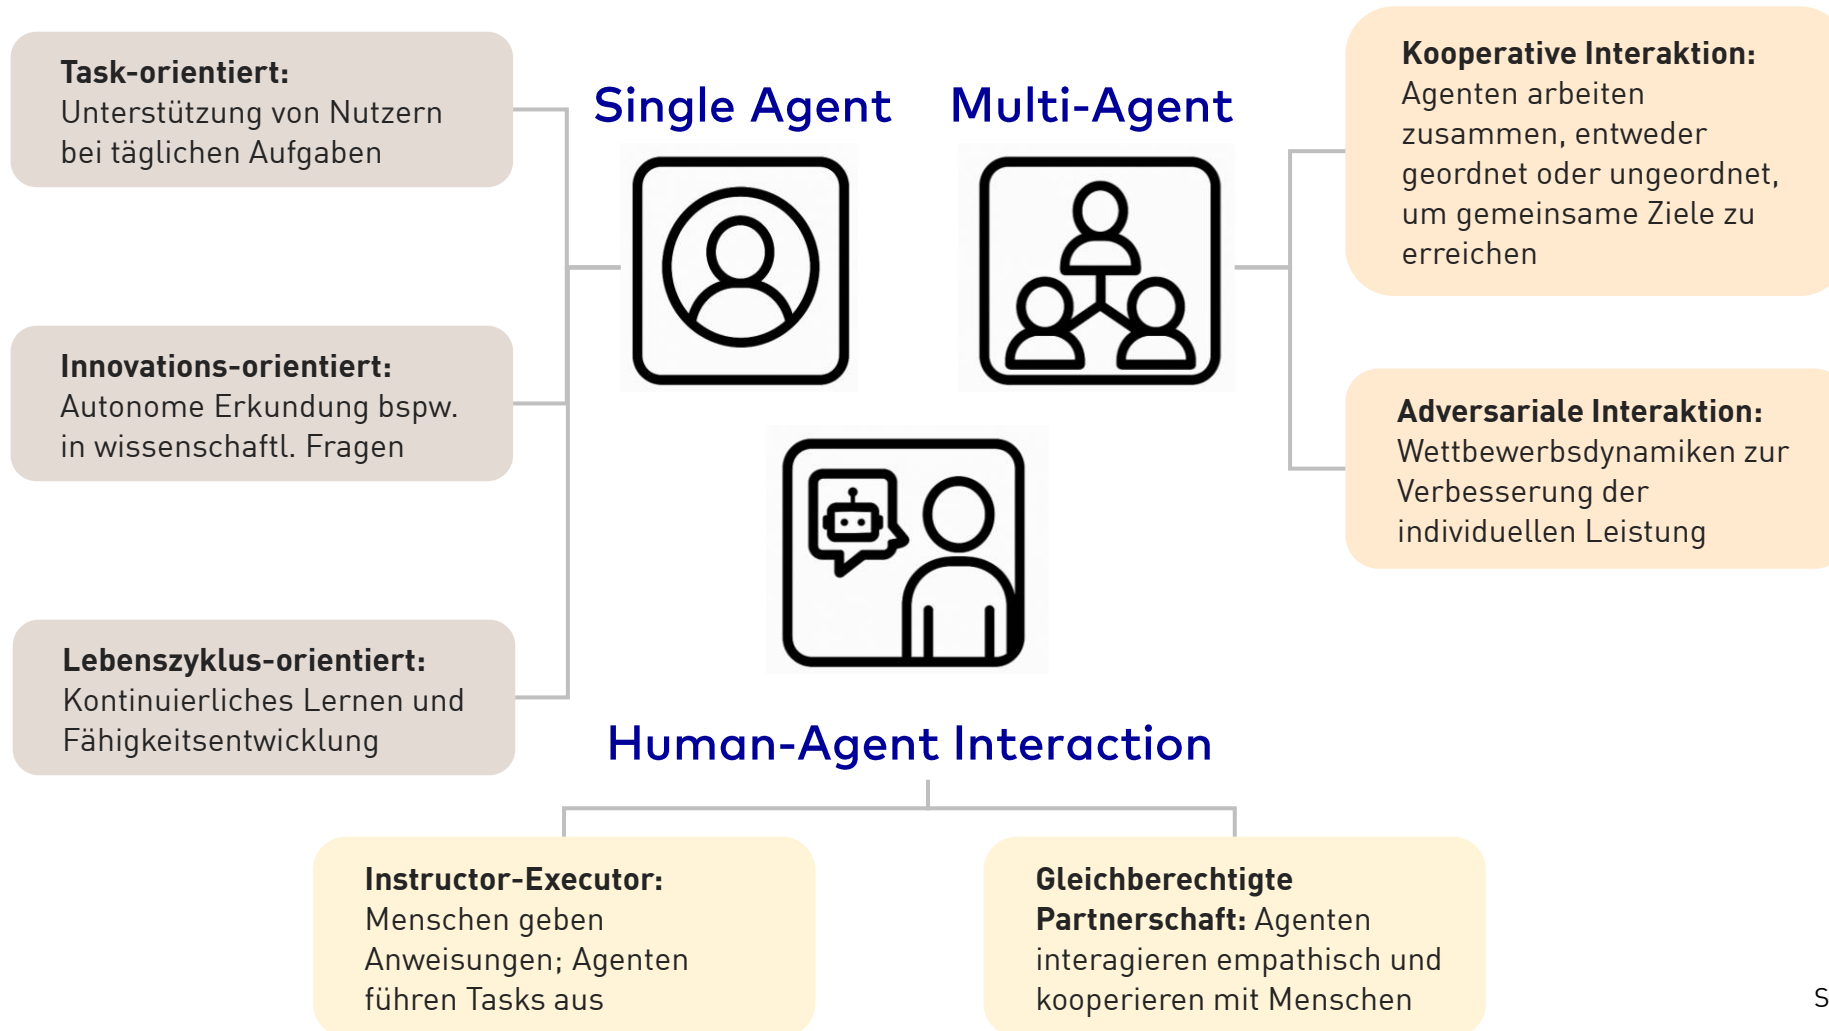 Task-orientiert:
Unterstützung von Nutzern
bei täglichen Aufgaben
Innovations-orientiert:
Autonome Erkundung bspw.
in wissenschaftl. Fragen
Lebenszyklus-orientiert:
Kontinuierliches Lernen und
Fähigkeitsentwicklung
Single Agent
Multi-Agent
Kooperative Interaktion:
Agenten arbeiten
zusammen, entweder
geordnet oder ungeordnet,
um gemeinsame Ziele zu
erreichen
Adversariale Interaktion:
Wettbewerbsdynamiken zur
Verbesserung der
individuellen Leistung
Human-Agent Interaction
Instructor-Executor:
Menschen geben
Anweisungen; Agenten
führen Tasks aus
Gleichberechtigte
Partnerschaft: Agenten
interagieren empathisch und
kooperieren mit Menschen
S